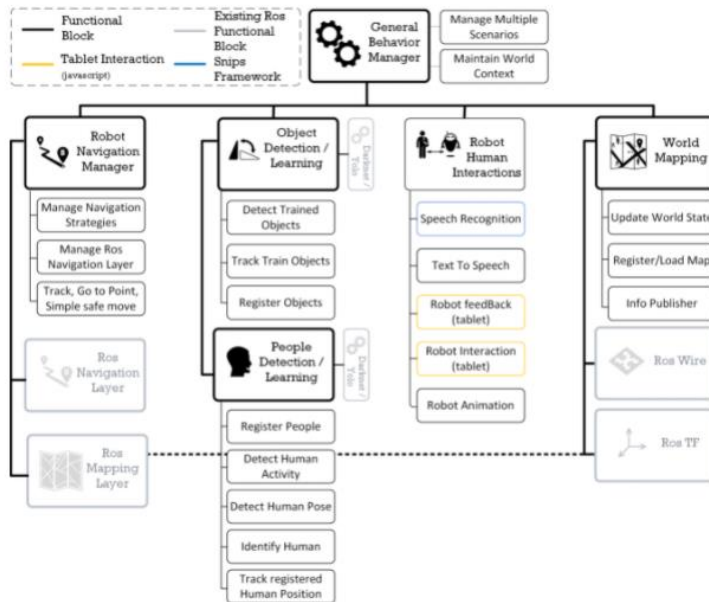 Functional
Block
Existing Ros
Functional
Block
Tablet Interaction
(javascript)
Snips
Framework
General
Behavior
Manager
Manage Multiple
Scenarios
Maintain World
Context
Robot
Navigation
Manager
Manage Navigation
Strategies
Manage Ros
Navigation Layer
Track, Go to Point,
Simple safe move
Ros
Navigation
Layer
Ros
Mapping
Layer
Object
Detection /
Learning
Darknet /
Yolo
Detect Trained
Objects
Track Train Objects
Register Objects
People
Detection /
Learning
Darknet /
Yolo
Register People
Detect Human
Activity
Detect Human Pose
Identify Human
Track registered
Human Position
Robot
Human
Interactions
Speech Recognition
Text To Speech
Robot feedBack
(tablet)
Robot Interaction
(tablet)
Robot Animation
World
Mapping
Update World State
Register/Load Map
Info Publisher
Ros Wire
Ros TF